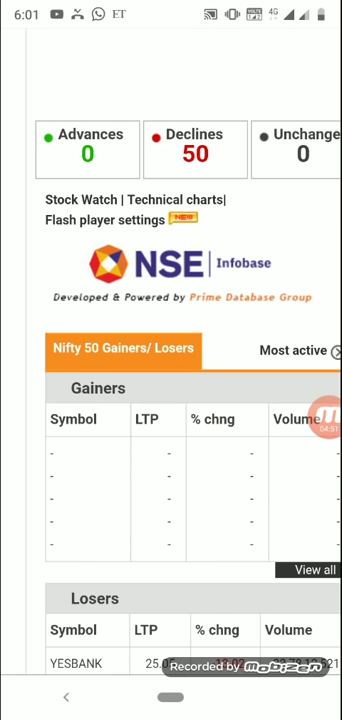 6:01 ET 4G
Advances
0
Declines
50
Unchange
0
Stock Watch | Technical charts|
Flash player settings NEW
NSE | Infobase
Developed & Powered by Prime Database Group
Nifty 50 Gainers/ Losers
Most active
Gainers
Symbol LTP % chng Volume
- - - -
- - - -
- - - -
- - - -
- - - -
04:51
View all
Losers
Symbol LTP % chng Volume
YESBANK
Recorded by mobizen